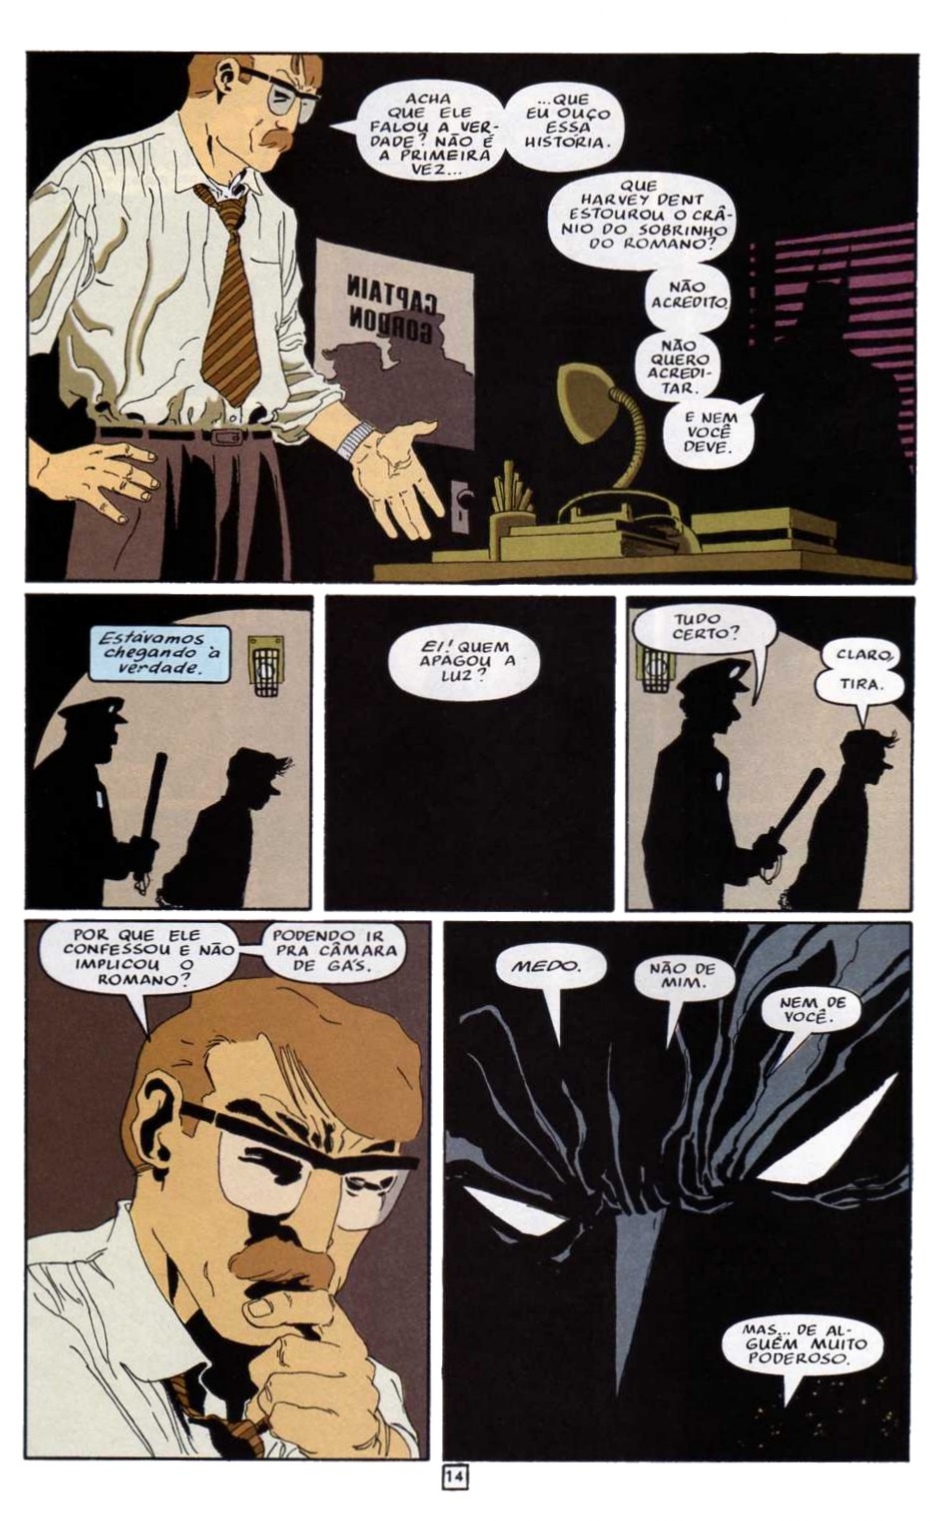 ACHA
QUE ELE
FALOU A VER-
DADE? NÃO É
A PRIMEIRA
VEZ...
...QUE
EU OUÇO
ESSA
HISTÓRIA.
QUE
HARVEY DENT
ESTOUROU O CRÂ-
NIO DO SOBRINHO
DO ROMANO?
NÃO
ACREDITO.
NÃO
QUERO
ACREDI-
TAR.
E NEM
VOCÊ
DEVE.
CAPTAIN
GORDON
Estávamos
chegando à
verdade.
EI! QUEM
APAGOU A
LUZ?
TUDO
CERTO?
CLARO,
TIRA.
POR QUE ELE
CONFESSOU E NÃO
IMPLICOU O
ROMANO?
PODENDO IR
PRA CÂMARA
DE GÁS.
MEDO.
NÃO DE
MIM.
NEM DE
VOCÊ.
MAS... DE AL-
GUÉM MUITO
PODEROSO.
14